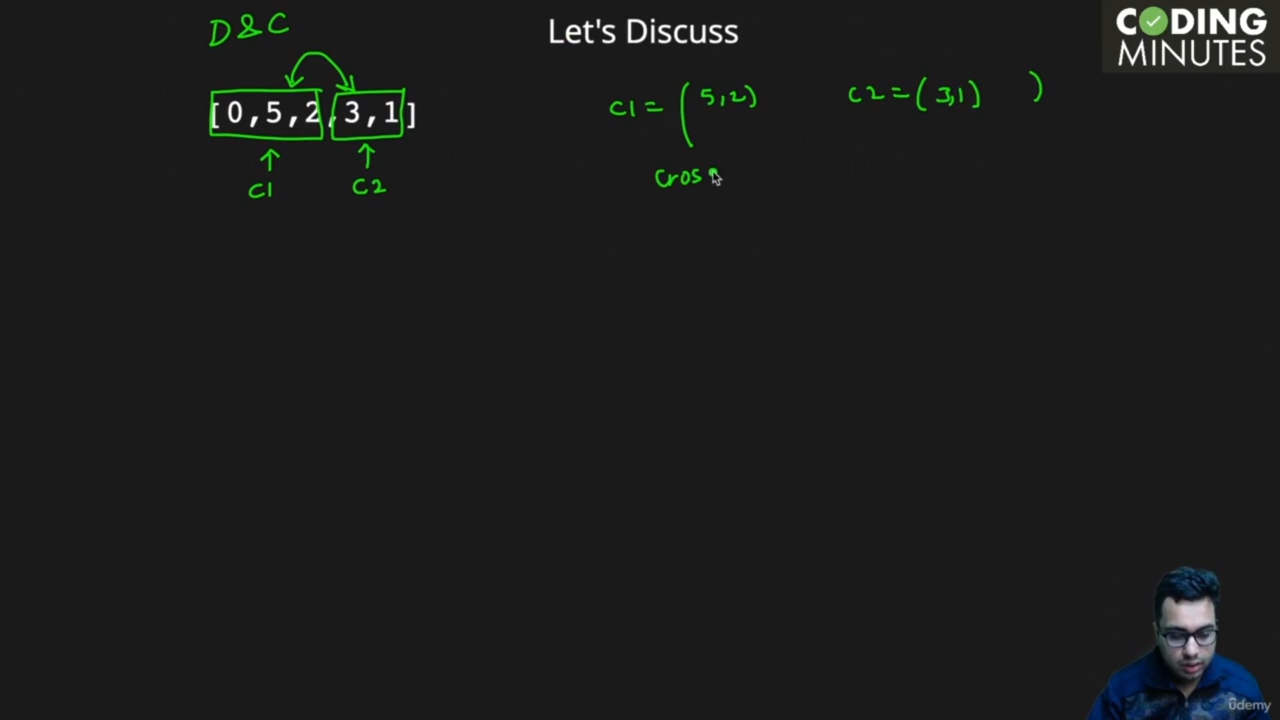 D&C
Let's Discuss
CODING
MINUTES
[0,5,2,3,1]
C1 = ( 5,2)
C2 = ( 3,1] )
C1
C2
Cros
udemy